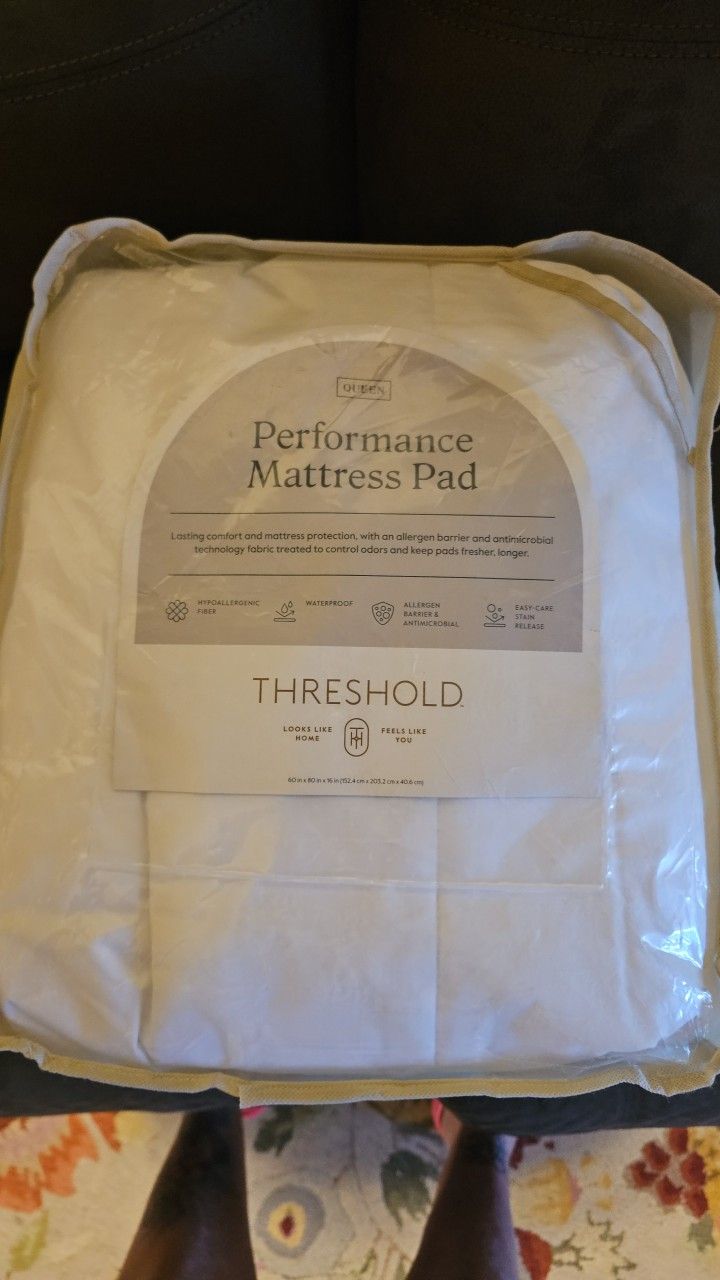 QUEEN
Performance
Mattress Pad
Lasting comfort and mattress protection, with an allergen barrier and antimicrobial
technology fabric treated to control odors and keep pads fresher, longer.
HYPOALLERGENIC
FIBER
WATERPROOF
ALLERGEN
BARRIER &
ANTIMICROBIAL
EASY-CARE
STAIN
RELEASE
THRESHOLD™
LOOKS LIKE
HOME
TH
FEELS LIKE
YOU
60 in x 80 in x 16 in (152.4 cm x 203.2 cm x 40.6 cm)